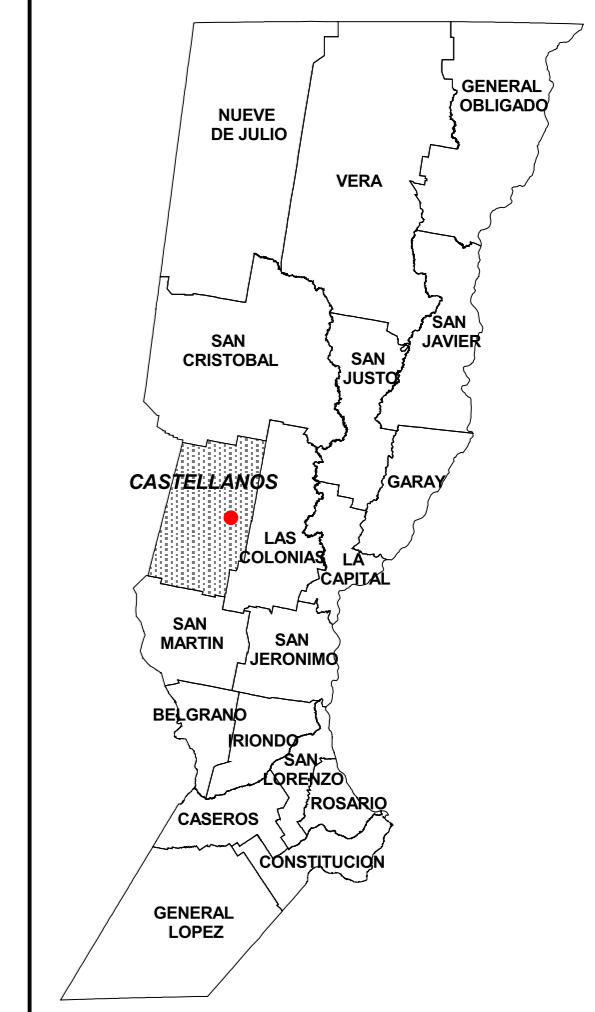 GENERAL
OBLIGADO
NUEVE
DE JULIO
VERA
SAN
JAVIER
SAN
CRISTOBAL
SAN
JUSTO
CASTELLANOS
GARAY
LAS
COLONIAS
LA
CAPITAL
SAN
MARTIN
SAN
JERONIMO
BELGRANO
IRIONDO
SAN
LORENZO
ROSARIO
CASEROS
CONSTITUCION
GENERAL
LOPEZ